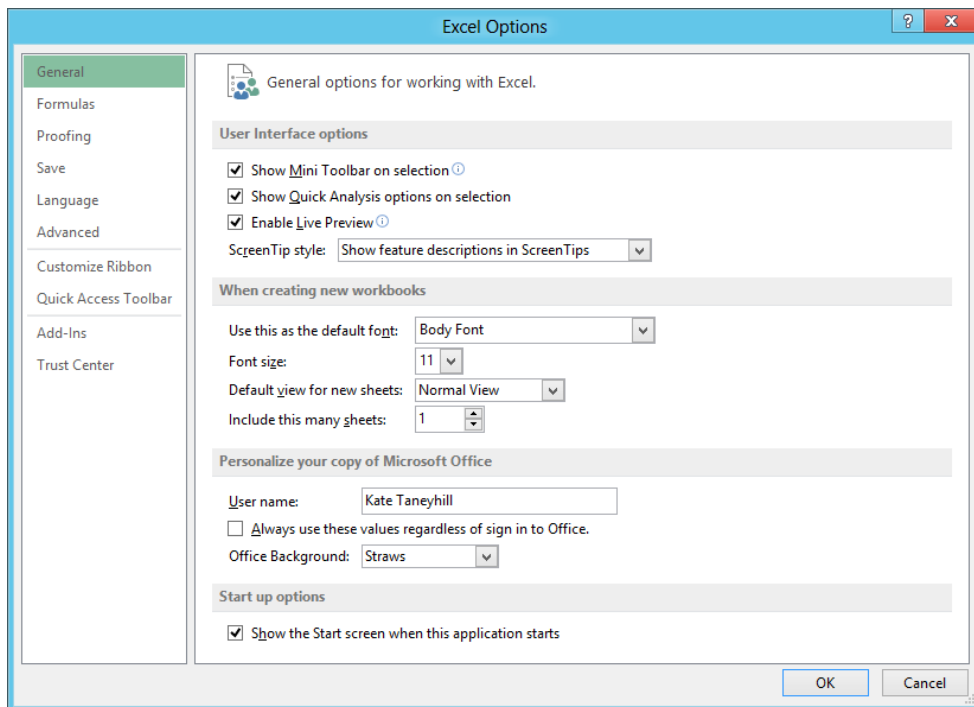 Excel Options
? X
General
Formulas
Proofing
Save
Language
Advanced
Customize Ribbon
Quick Access Toolbar
Add-Ins
Trust Center
General options for working with Excel.
User Interface options
Show Mini Toolbar on selection
Show Quick Analysis options on selection
Enable Live Preview
ScreenTip style: Show feature descriptions in ScreenTips
When creating new workbooks
Use this as the default font: Body Font
Font size: 11
Default view for new sheets: Normal View
Include this many sheets: 1
Personalize your copy of Microsoft Office
User name: Kate Taneyhill
Always use these values regardless of sign in to Office.
Office Background: Straws
Start up options
Show the Start screen when this application starts
OK Cancel